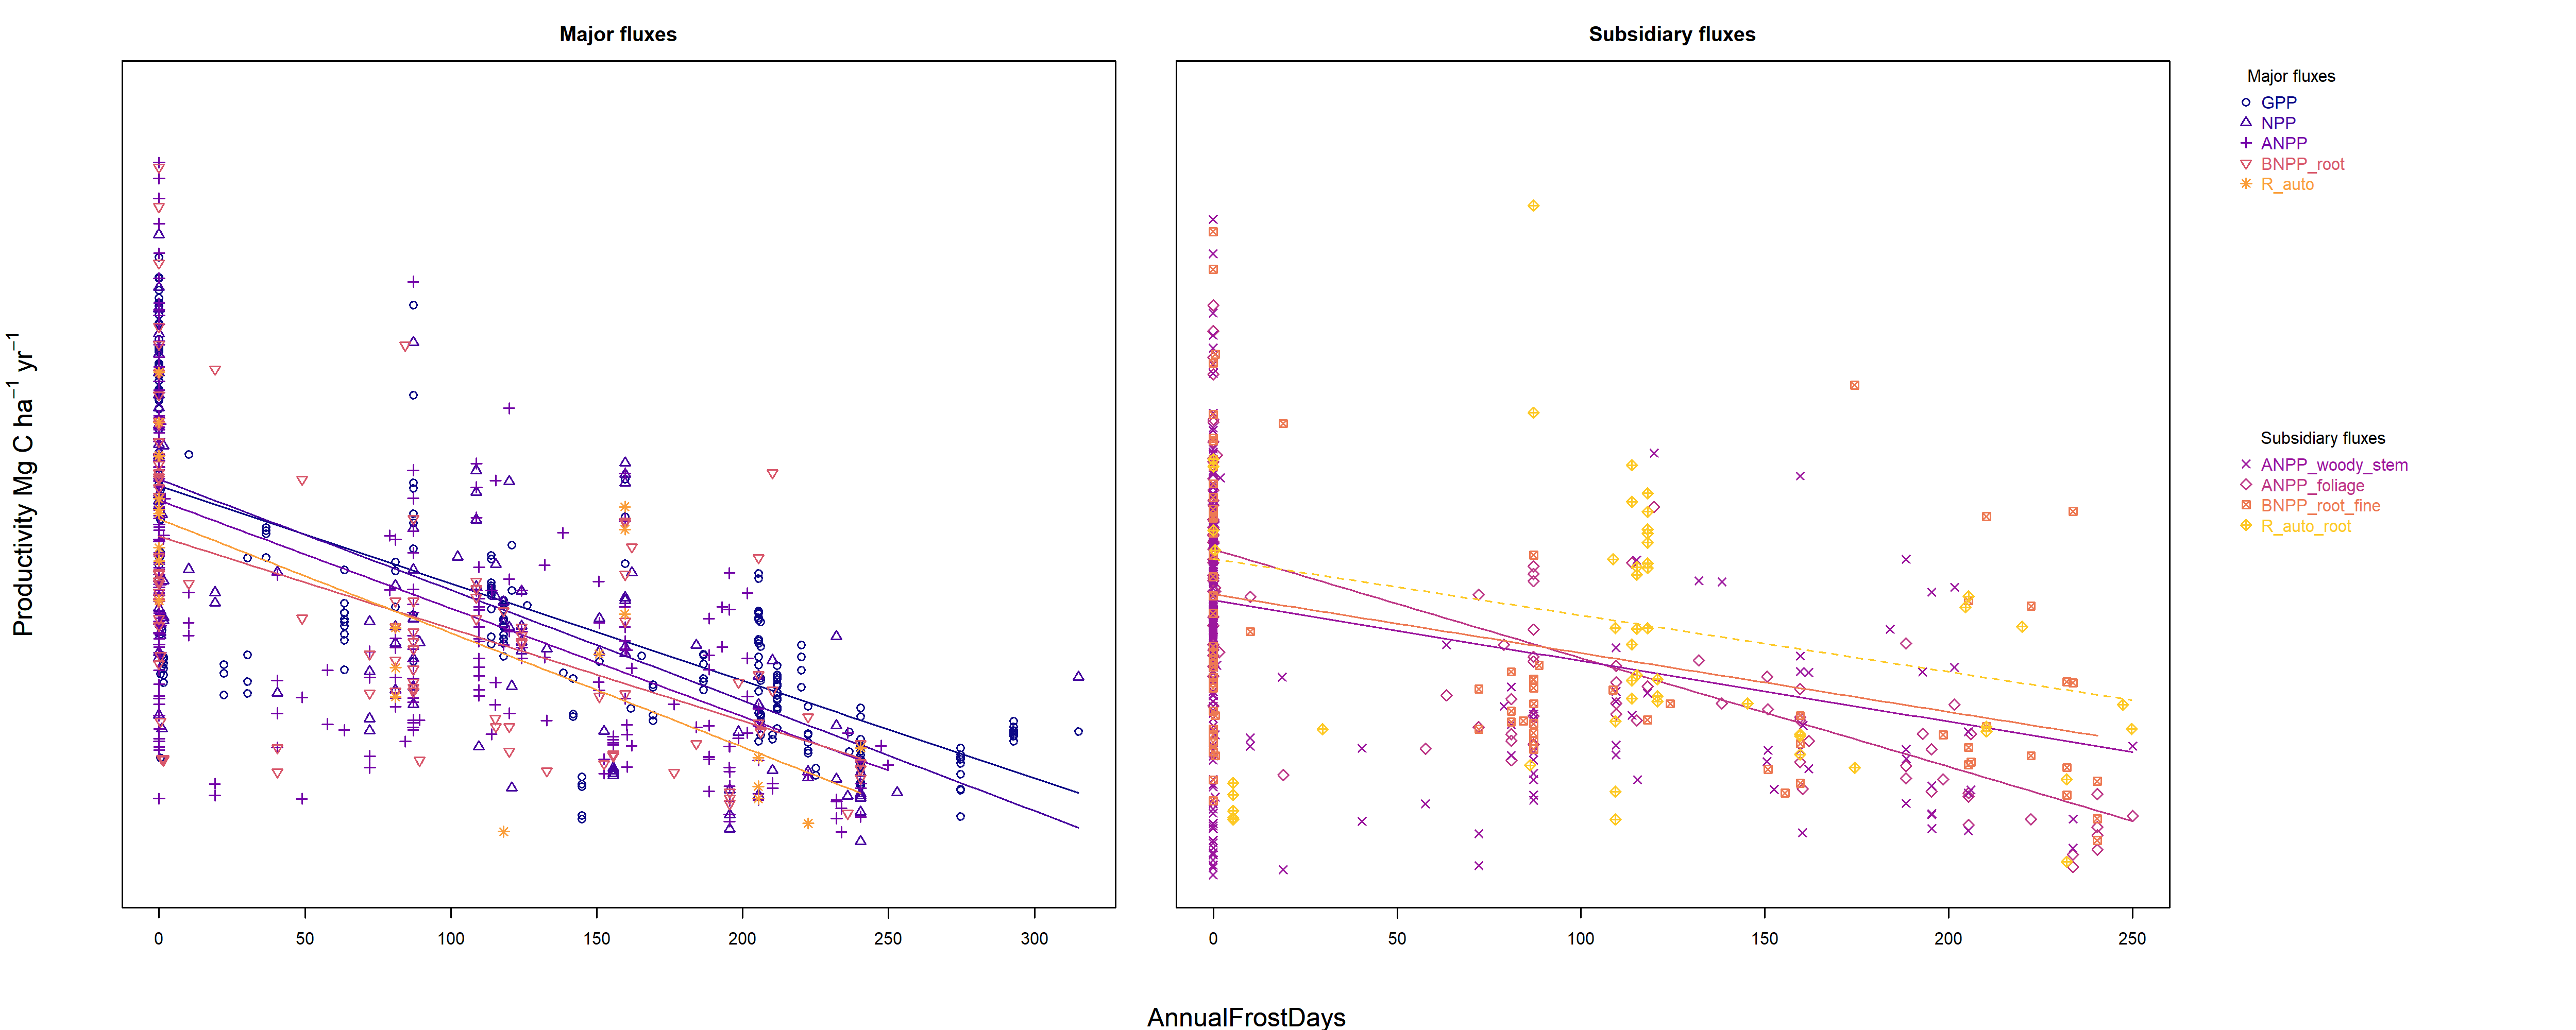 Major fluxes
Subsidiary fluxes
Major fluxes
GPP
NPP
ANPP
BNPP_root
R_auto
Productivity Mg C ha⁻¹ yr⁻¹
Subsidiary fluxes
ANPP_woody_stem
ANPP_foliage
BNPP_root_fine
R_auto_root
0 50 100 150 200 250 300
0 50 100 150 200 250
AnnualFrostDays